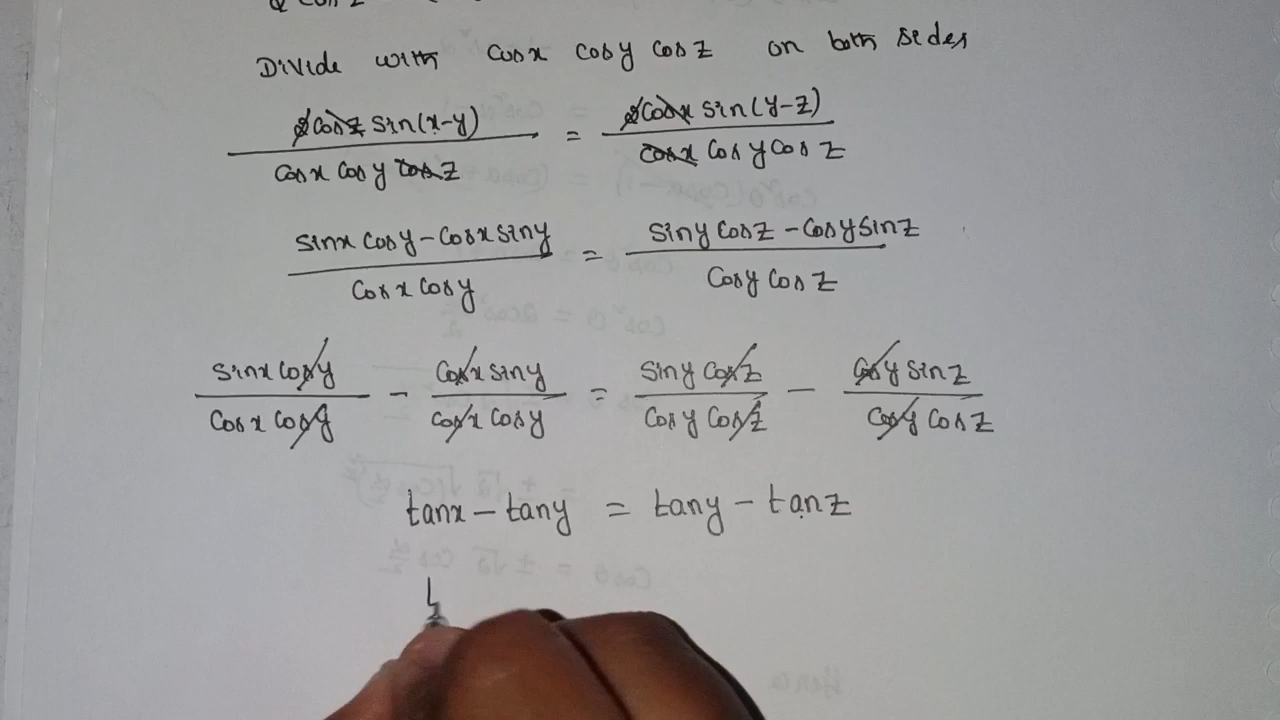 Divide with cosx cosy cosz on both sides
2cosz sin(x-y) / cosx cosy cosz = 2cosx sin(y-z) / cosx cosy cosz
sinx cosy - cosx siny / cosx cosy = siny cosz - cosy sinz / cosy cosz
sinx cosy / cosx cosy - cosx siny / cosx cosy = siny cosz / cosy cosz - cosy sinz / cosy cosz
tanx - tany = tany - tanz